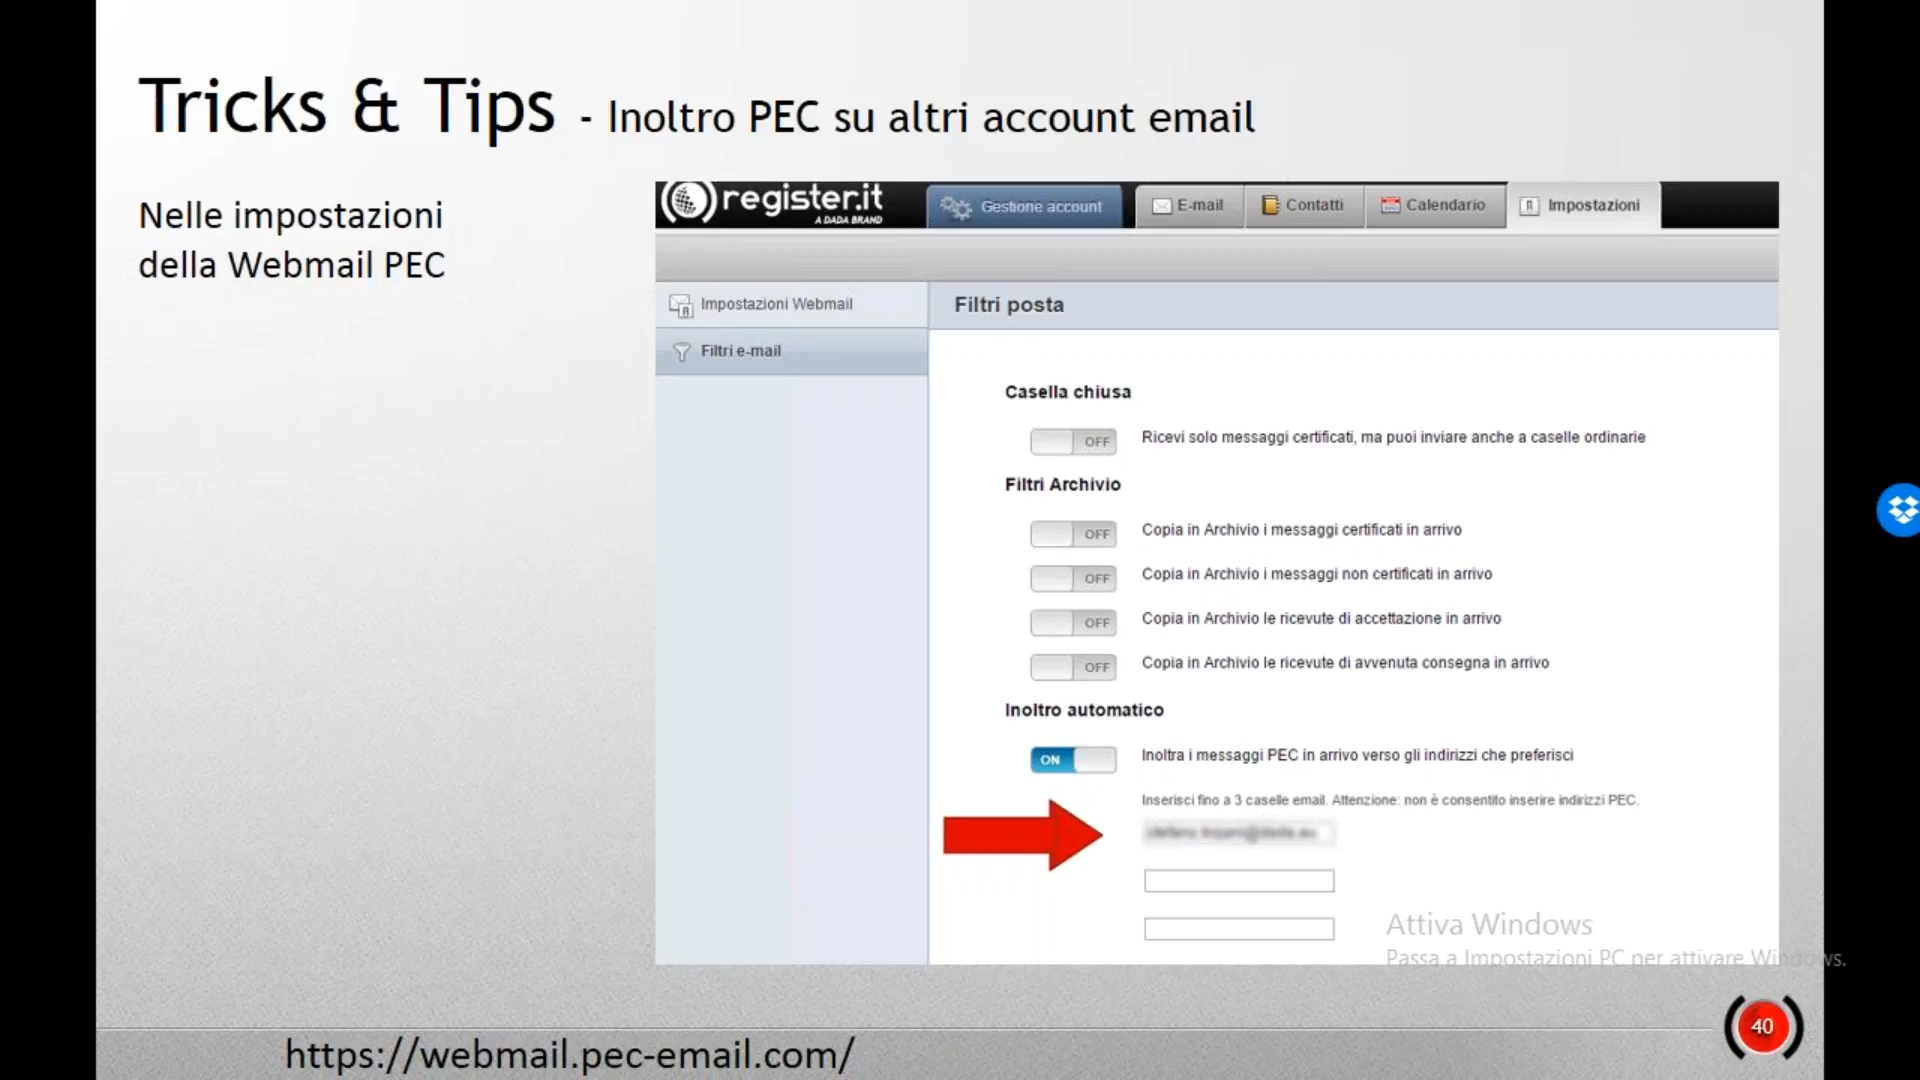 Tricks & Tips - Inoltro PEC su altri account email
Nelle impostazioni
della Webmail PEC
register.it
A DADA BRAND
Gestione account
E-mail
Contatti
Calendario
Impostazioni
Impostazioni Webmail
Filtri e-mail
Filtri posta
Casella chiusa
OFF Ricevi solo messaggi certificati, ma puoi inviare anche a caselle ordinarie
Filtri Archivio
OFF Copia in Archivio i messaggi certificati in arrivo
OFF Copia in Archivio i messaggi non certificati in arrivo
OFF Copia in Archivio le ricevute di accettazione in arrivo
OFF Copia in Archivio le ricevute di avvenuta consegna in arrivo
Inoltro automatico
ON Inoltra i messaggi PEC in arrivo verso gli indirizzi che preferisci
Inserisci fino a 3 caselle email. Attenzione: non è consentito inserire indirizzi PEC.
Attiva Windows
Passa a Impostazioni PC per attivare Windows.
40
https://webmail.pec-email.com/